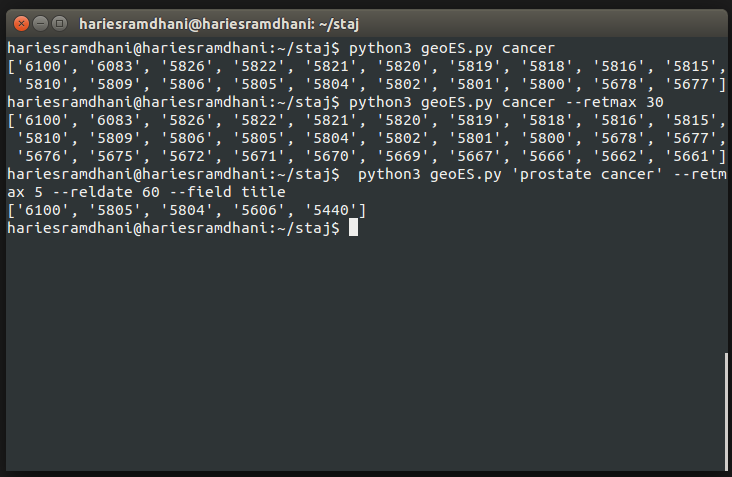 hariesramdhani@hariesramdhani: ~/staj
hariesramdhani@hariesramdhani:~/staj$ python3 geoES.py cancer
['6100', '6083', '5826', '5822', '5821', '5820', '5819', '5818', '5816', '5815',
 '5810', '5809', '5806', '5805', '5804', '5802', '5801', '5800', '5678', '5677']
hariesramdhani@hariesramdhani:~/staj$ python3 geoES.py cancer --retmax 30
['6100', '6083', '5826', '5822', '5821', '5820', '5819', '5818', '5816', '5815',
 '5810', '5809', '5806', '5805', '5804', '5802', '5801', '5800', '5678', '5677',
 '5676', '5675', '5672', '5671', '5670', '5669', '5667', '5666', '5662', '5661']
hariesramdhani@hariesramdhani:~/staj$  python3 geoES.py 'prostate cancer' --retm
ax 5 --reldate 60 --field title
['6100', '5805', '5804', '5606', '5440']
hariesramdhani@hariesramdhani:~/staj$